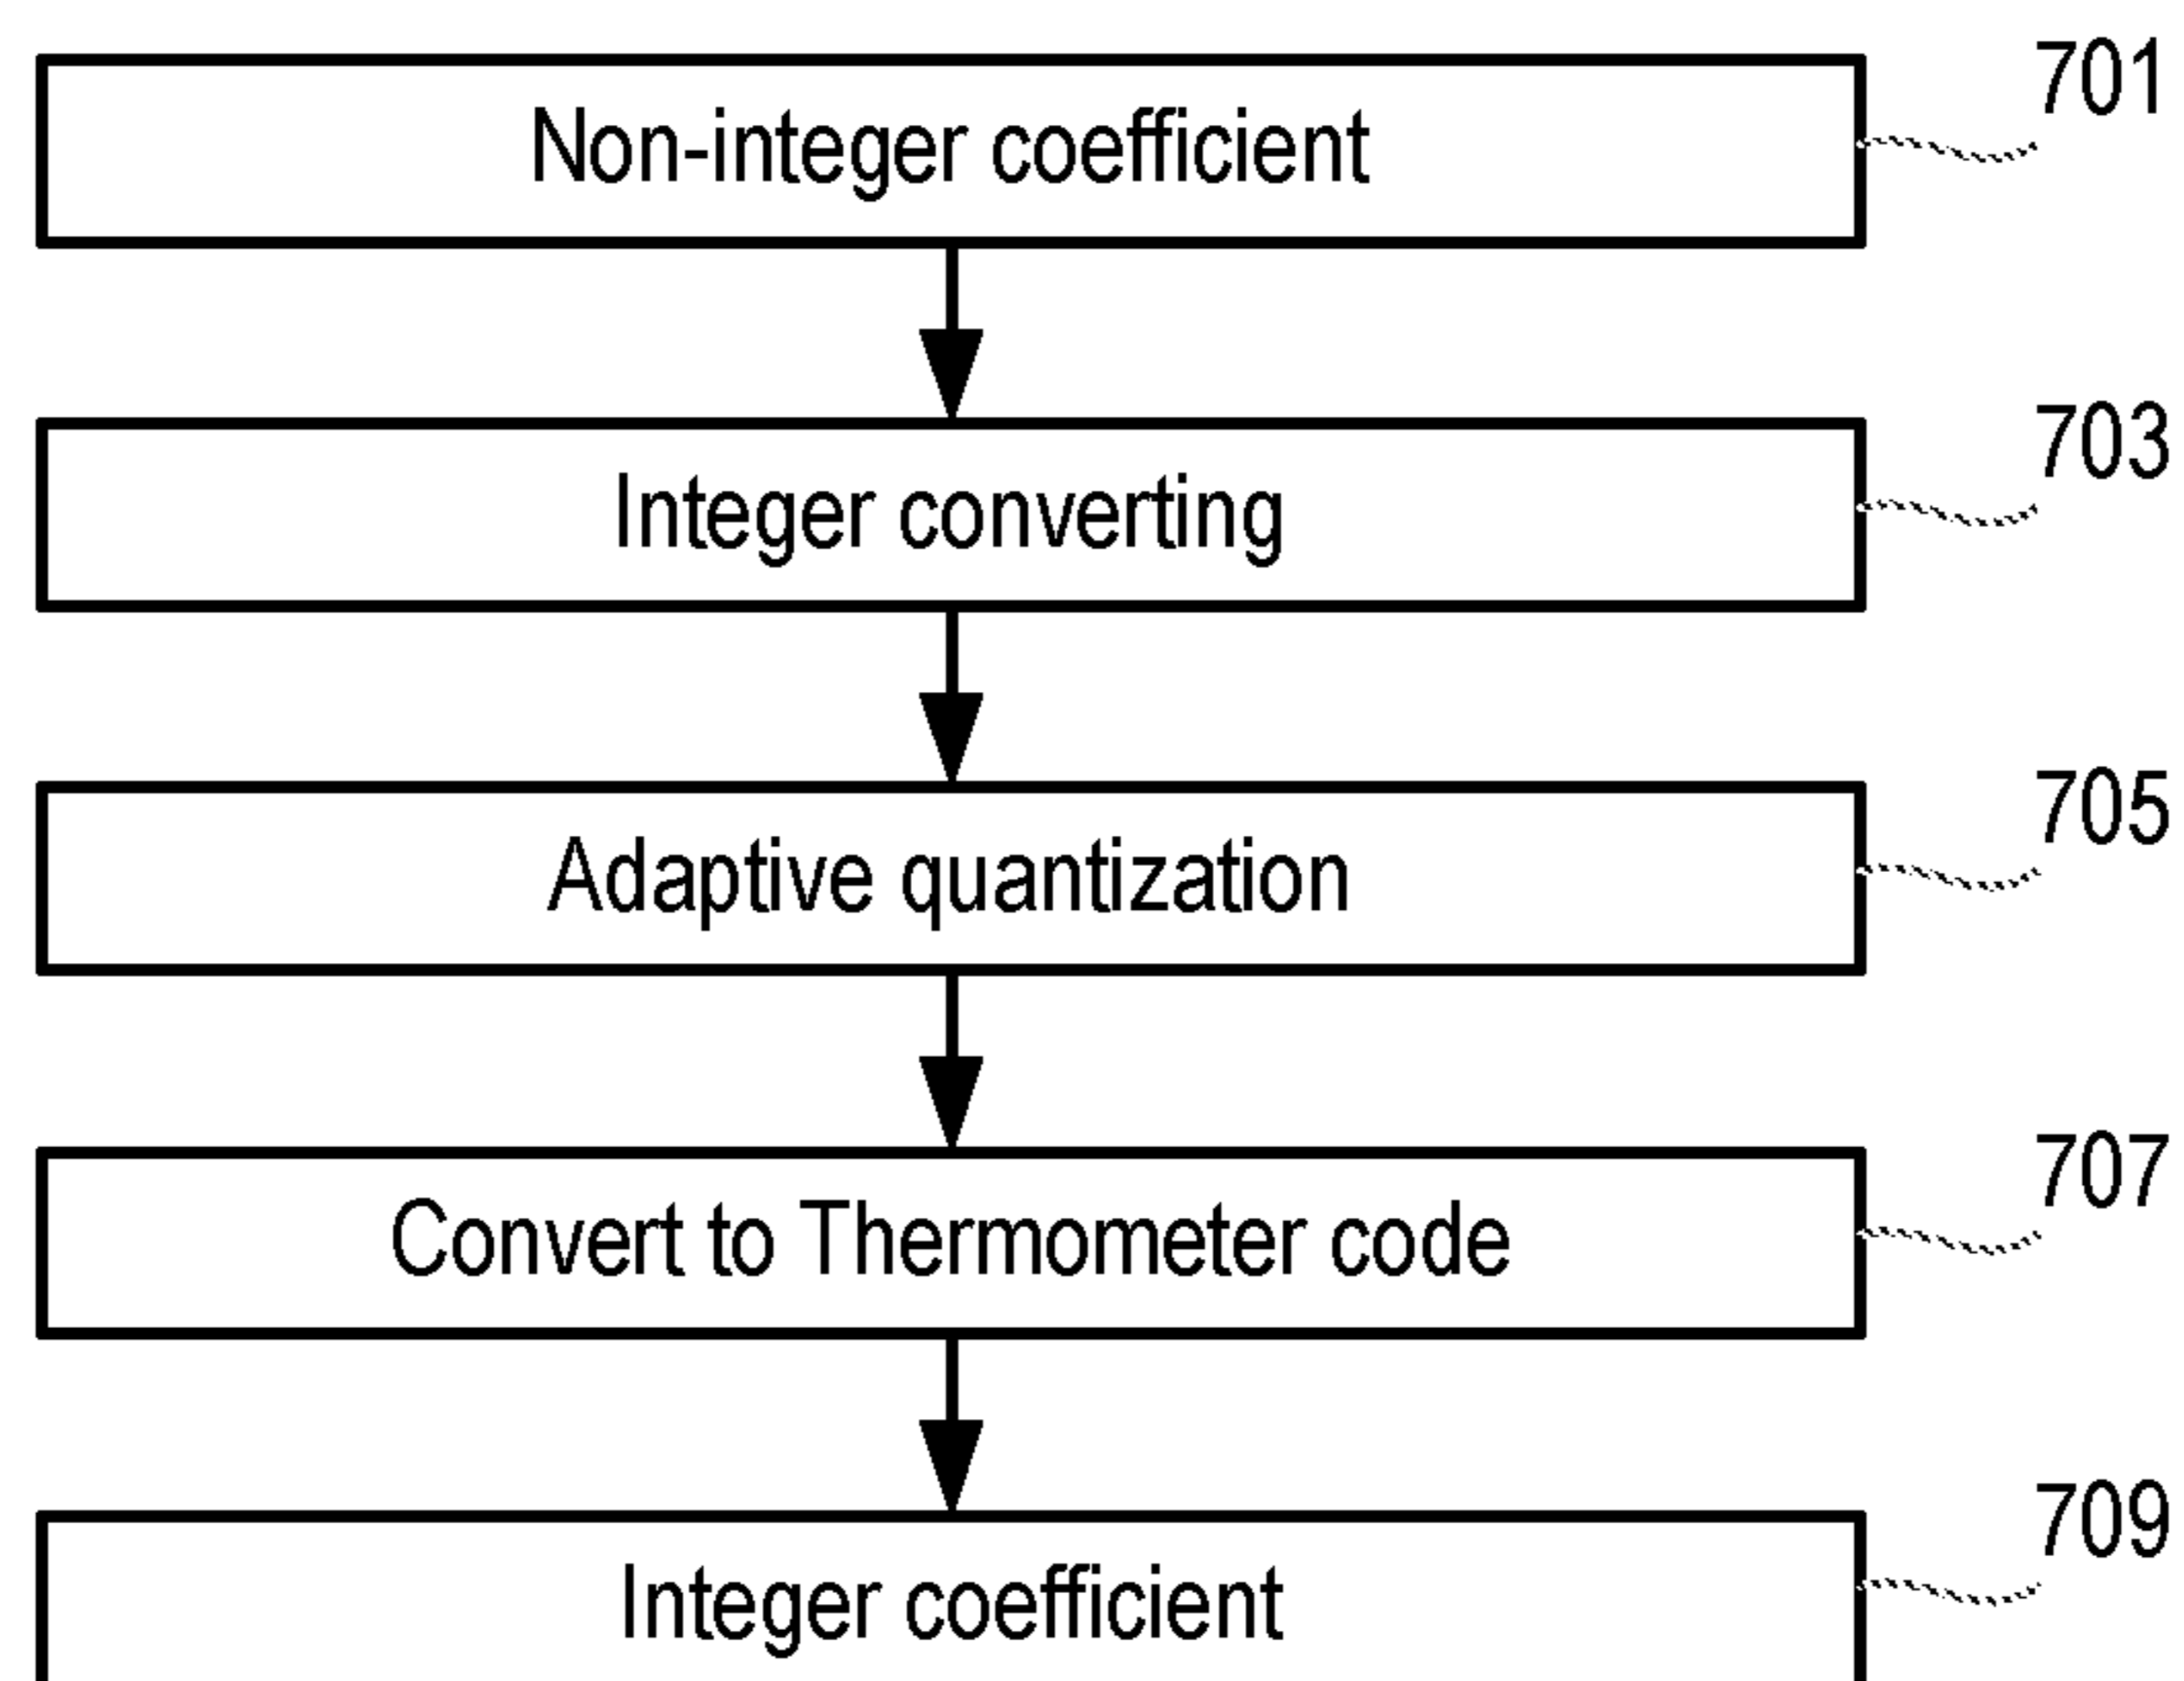 701
Non-integer coefficient
703
Integer converting
705
Adaptive quantization
707
Convert to Thermometer code
709
Integer coefficient